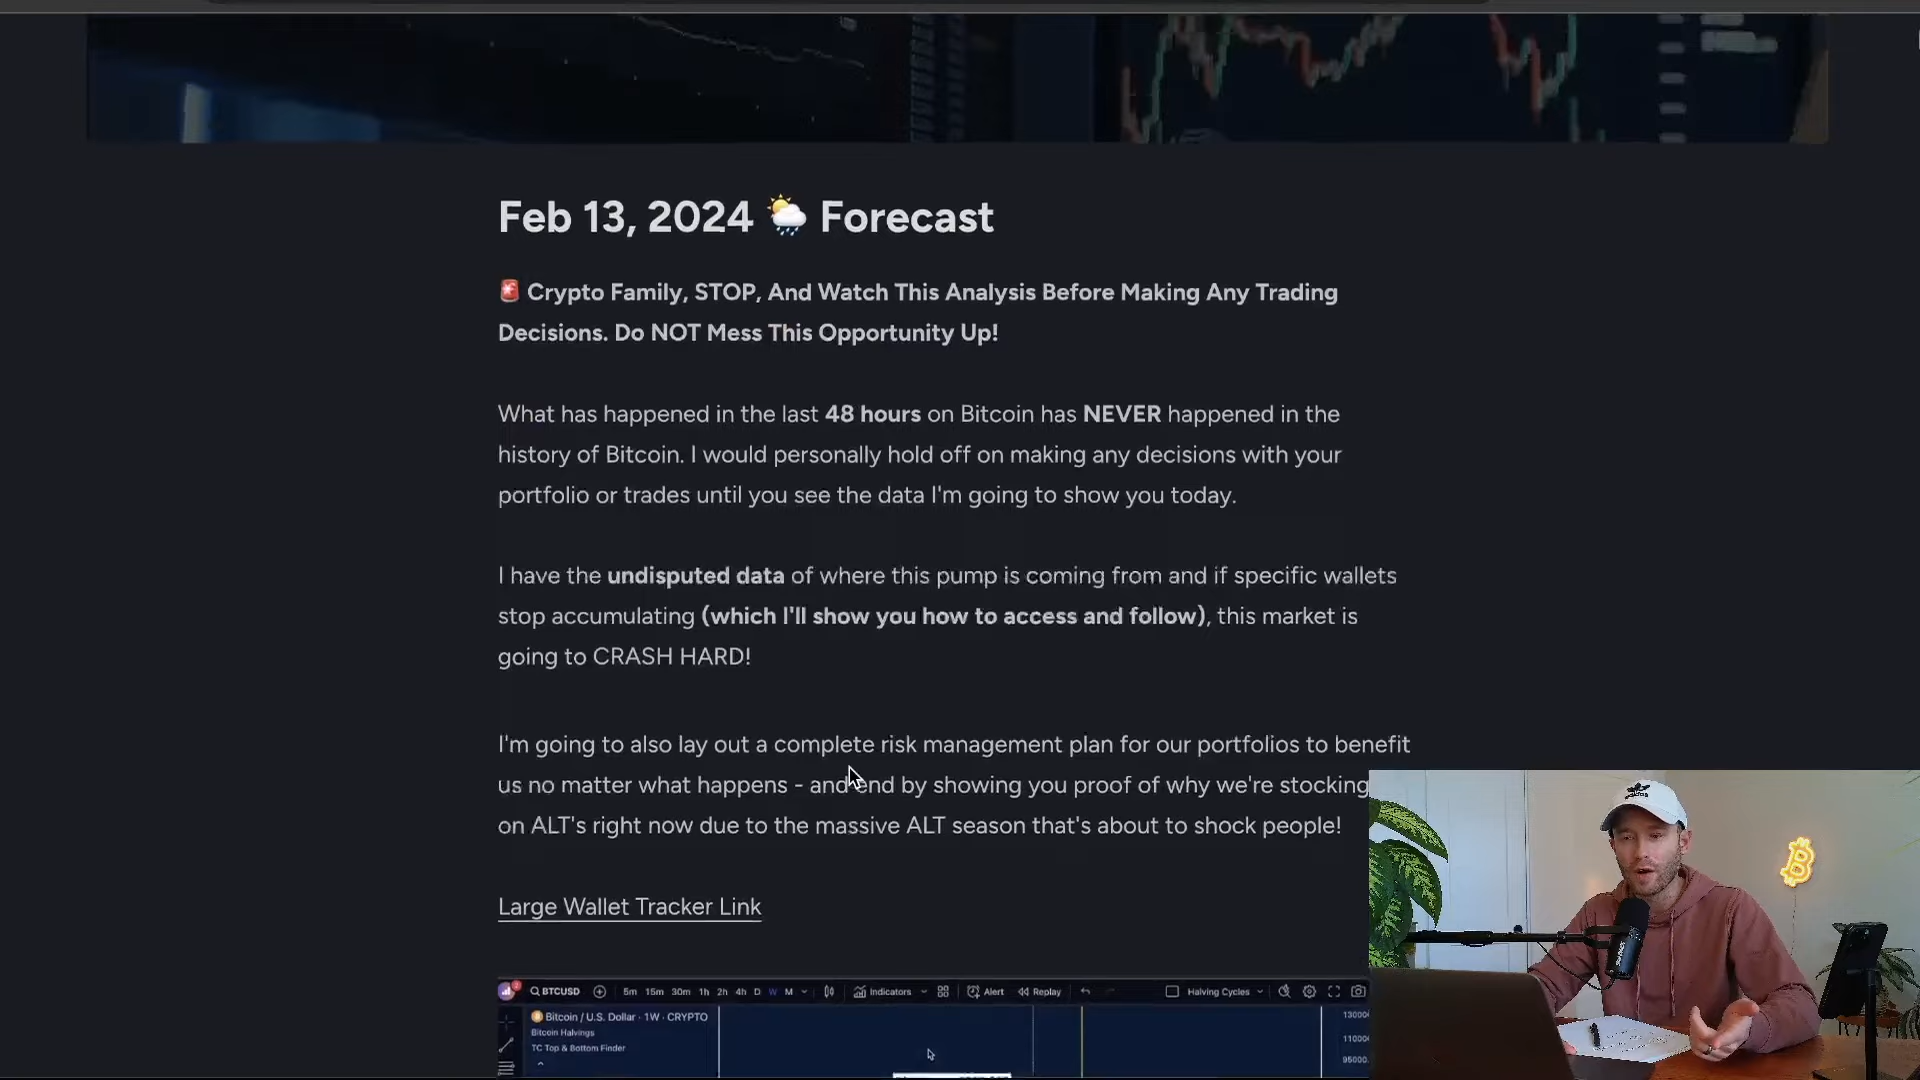 Feb 13, 2024 🌦️ Forecast
🚨 Crypto Family, STOP, And Watch This Analysis Before Making Any Trading
Decisions. Do NOT Mess This Opportunity Up!
What has happened in the last 48 hours on Bitcoin has NEVER happened in the
history of Bitcoin. I would personally hold off on making any decisions with your
portfolio or trades until you see the data I'm going to show you today.
I have the undisputed data of where this pump is coming from and if specific wallets
stop accumulating (which I'll show you how to access and follow), this market is
going to CRASH HARD!
I'm going to also lay out a complete risk management plan for our portfolios to benefit
us no matter what happens - and end by showing you proof of why we're stocking
on ALT's right now due to the massive ALT season that's about to shock people!
Large Wallet Tracker Link
BTCUSD 5m 15m 30m 1h 2h 4h D W M Indicators Alert Replay Halving Cycles
Bitcoin / U.S. Dollar · 1W · CRYPTO
Bitcoin Halvings
TC Top & Bottom Finder